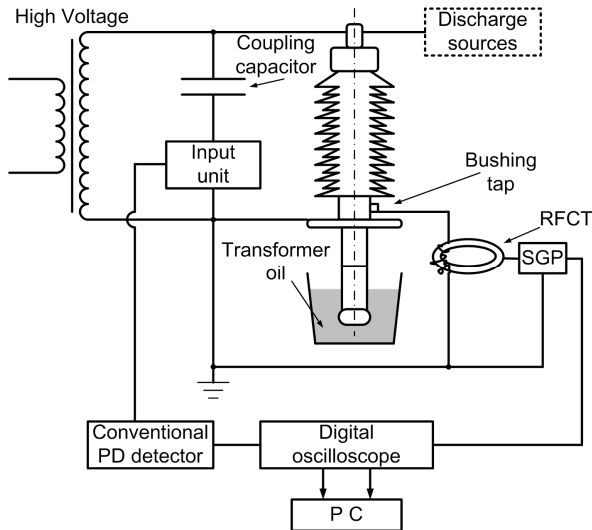 High Voltage
Discharge
sources
Coupling
capacitor
Input
unit
Bushing
tap
RFCT
SGP
Transformer
oil
Conventional
PD detector
Digital
oscilloscope
P C